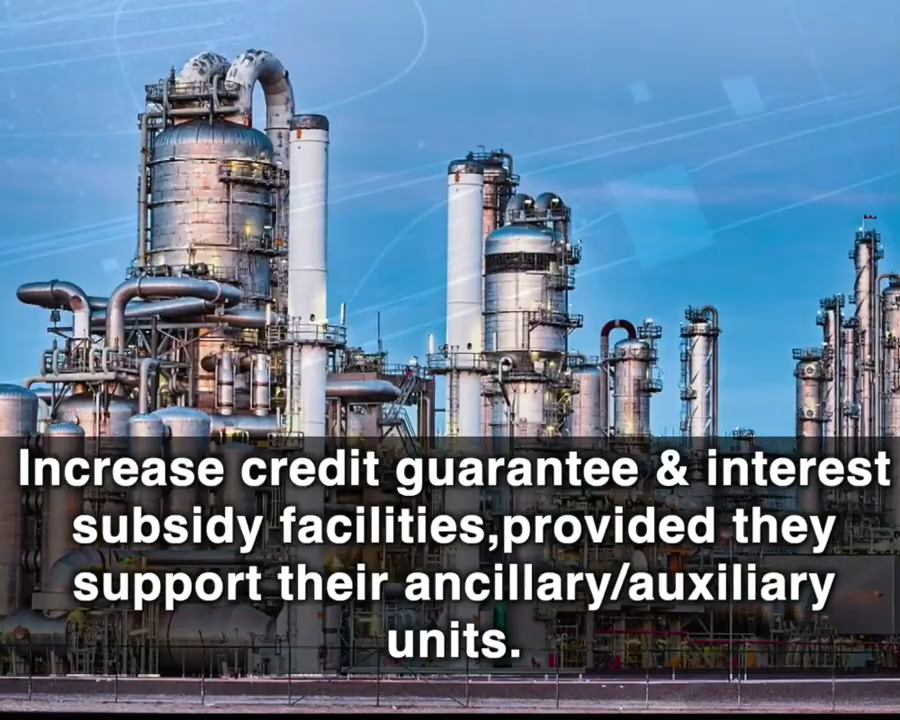 Increase credit guarantee & interest
subsidy facilities,provided they
support their ancillary/auxiliary
units.